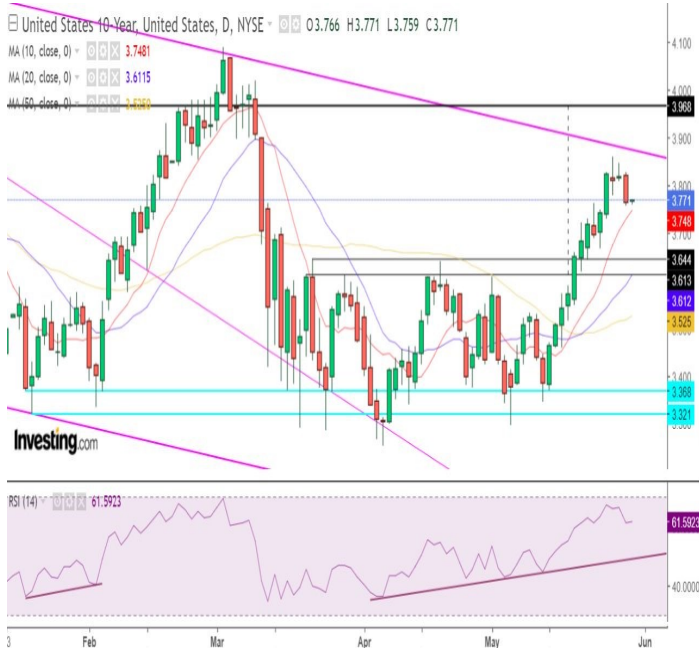 United States 10-Year, United States, D, NYSE O3.766 H3.771 L3.759 C3.771
MA (10, close, 0) 3.7481
MA (20, close, 0) 3.6115
MA (50, close, 0)
4.100
4.000
3.968
3.900
3.800
3.771
3.748
3.700
3.644
3.613
3.612
3.525
3.400
3.368
3.321
Investing.com
RSI (14) 61.5923
61.5923
40.0000
3 Feb Mar Apr May Jun